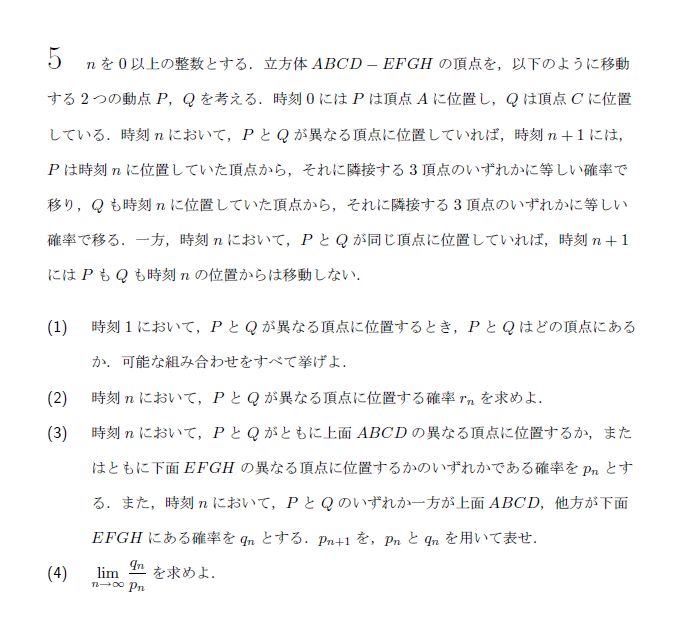 5 nを0以上の整数とする．立方体 ABCD − EFGH の頂点を，以下のように移動
する2つの動点 P，Q を考える．時刻0には P は頂点 A に位置し，Q は頂点 C に位置
している．時刻 n において，P と Q が異なる頂点に位置していれば，時刻 n + 1 には，
P は時刻 n に位置していた頂点から，それに隣接する3頂点のいずれかに等しい確率で
移り，Q も時刻 n に位置していた頂点から，それに隣接する3頂点のいずれかに等しい
確率で移る．一方，時刻 n において，P と Q が同じ頂点に位置していれば，時刻 n + 1
には P も Q も時刻 n の位置からは移動しない．
(1) 時刻1において，P と Q が異なる頂点に位置するとき，P と Q はどの頂点にある
か．可能な組み合わせをすべて挙げよ．
(2) 時刻 n において，P と Q が異なる頂点に位置する確率 rₙ を求めよ．
(3) 時刻 n において，P と Q がともに上面 ABCD の異なる頂点に位置するか，また
はともに下面 EFGH の異なる頂点に位置するかのいずれかである確率を pₙ とす
る．また，時刻 n において，P と Q のいずれか一方が上面 ABCD，他方が下面
EFGH にある確率を qₙ とする．pₙ₊₁ を，pₙ と qₙ を用いて表せ．
(4) lim_{n→∞} qₙ/pₙ を求めよ．